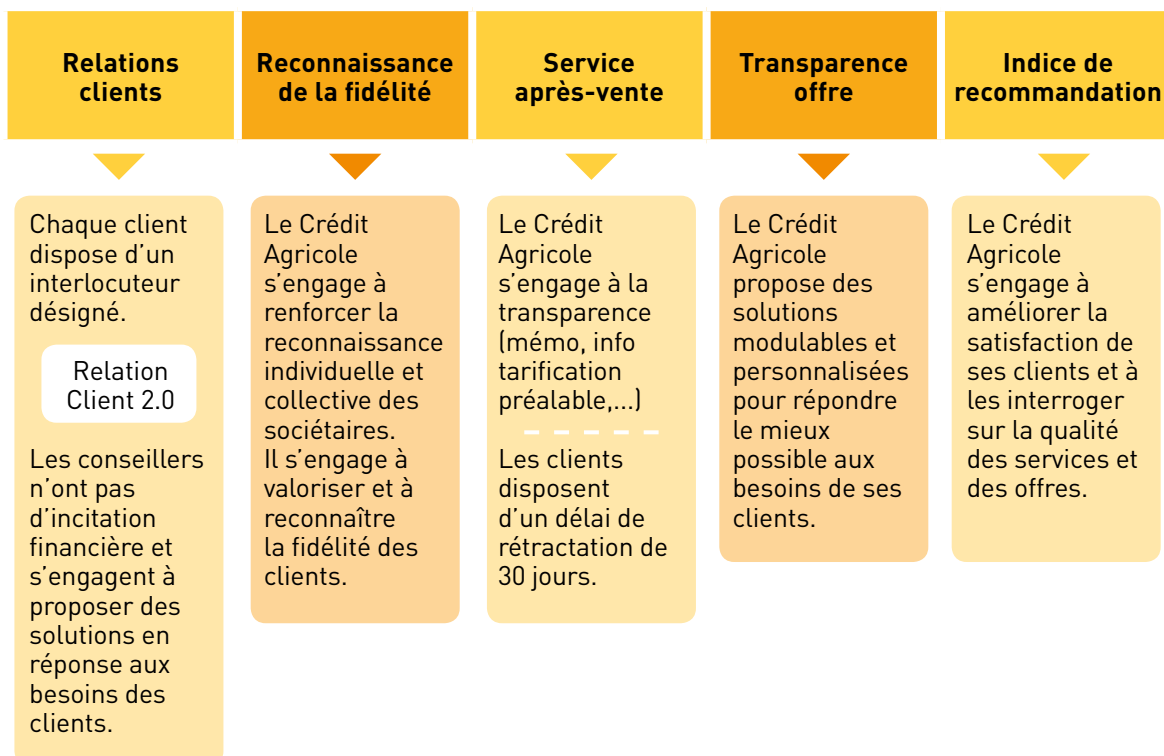 Relations
clients
Chaque client
dispose d’un
interlocuteur
désigné.
Relation
Client 2.0
Les conseillers
n’ont pas
d’incitation
financière et
s’engagent à
proposer des
solutions en
réponse aux
besoins des
clients.
Reconnaissance
de la fidélité
Le Crédit
Agricole
s’engage à
renforcer la
reconnaissance
individuelle et
collective des
sociétaires.
Il s’engage à
valoriser et à
reconnaître
la fidélité des
clients.
Service
après-vente
Le Crédit
Agricole
s’engage à la
transparence
(mémo, info
tarification
préalable,...)
Les clients
disposent
d’un délai de
rétractation de
30 jours.
Transparence
offre
Le Crédit
Agricole
propose des
solutions
modulables et
personnalisées
pour répondre
le mieux
possible aux
besoins de ses
clients.
Indice de
recommandation
Le Crédit
Agricole
s’engage à
améliorer la
satisfaction de
ses clients et à
les interroger
sur la qualité
des services et
des offres.